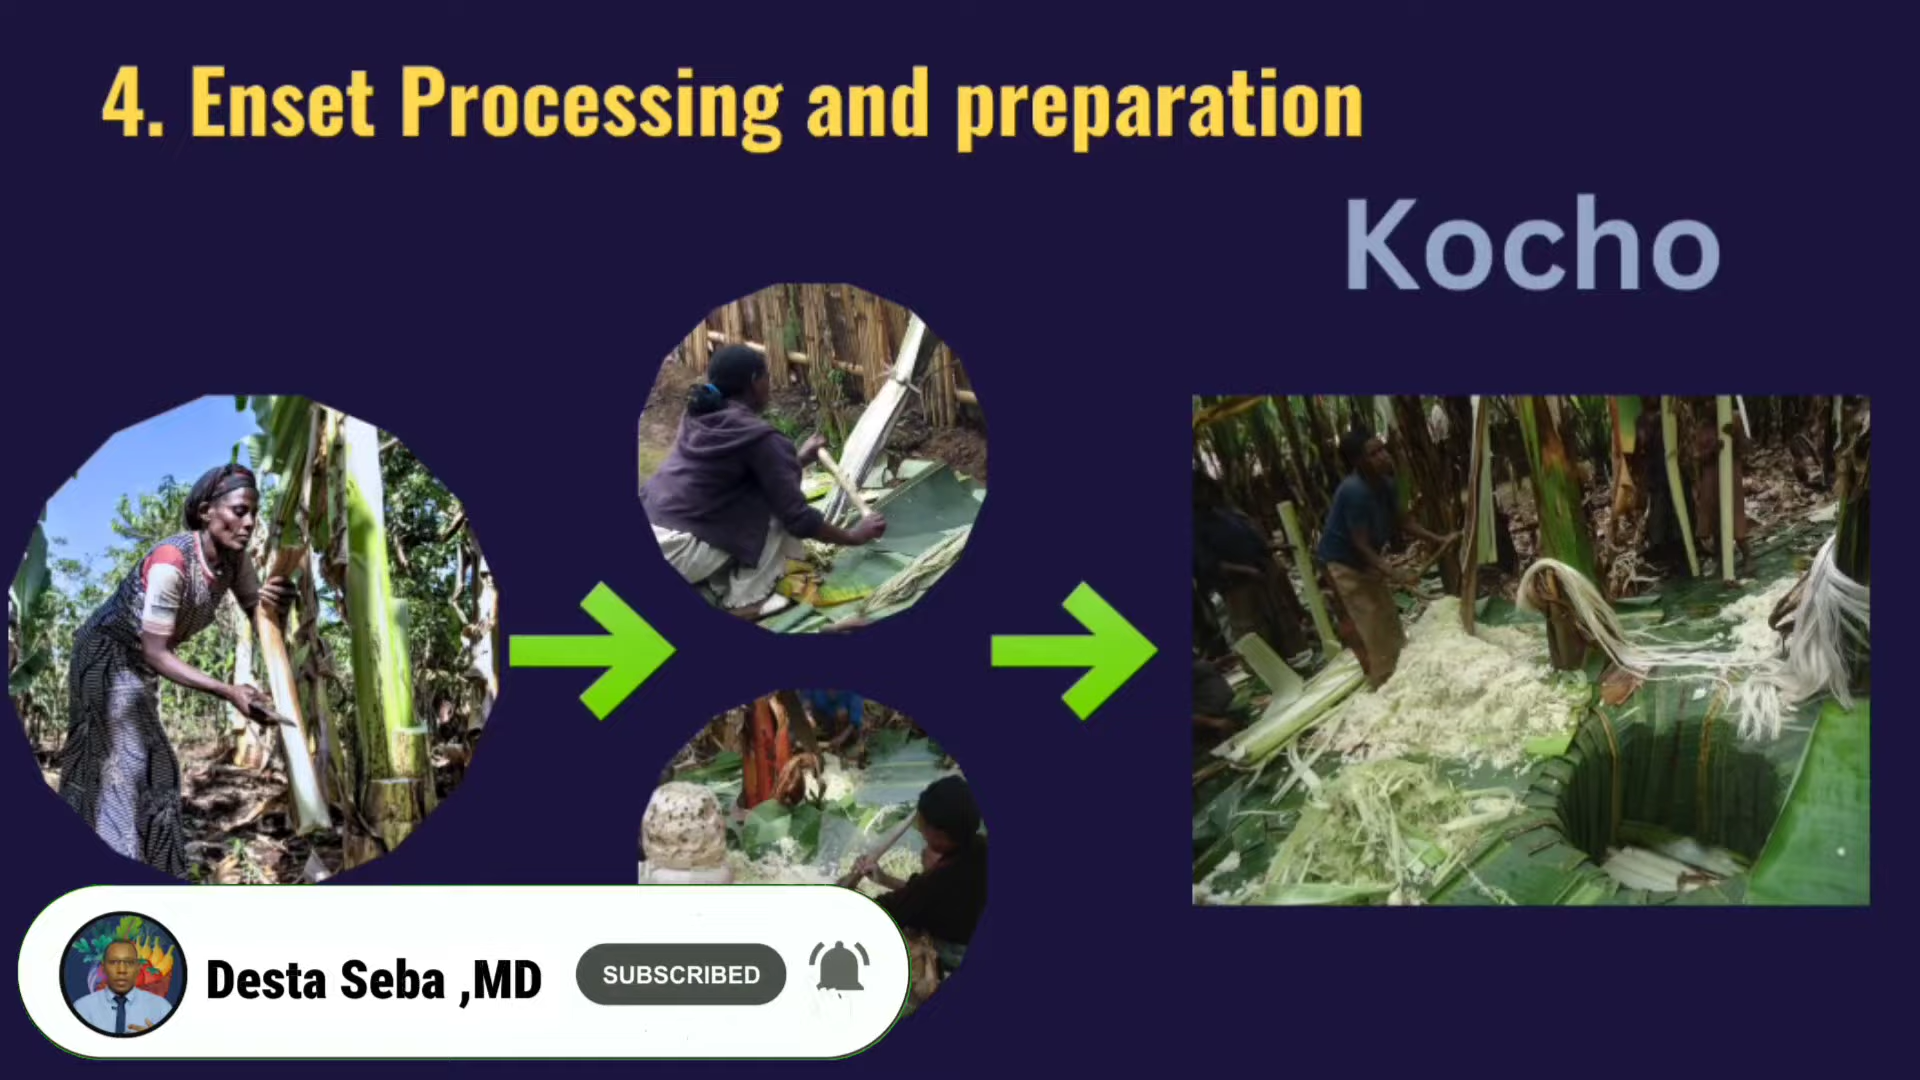 4. Enset Processing and preparation
Kocho
Desta Seba ,MD
SUBSCRIBED